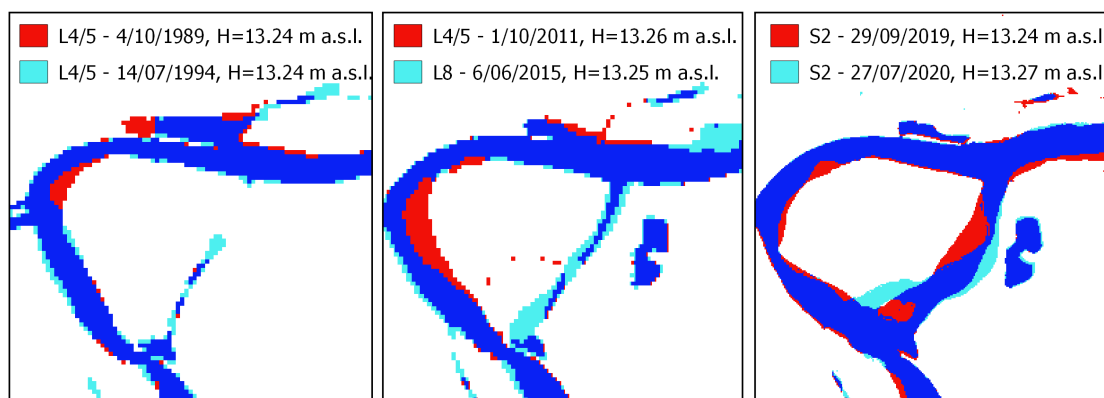 L4/5 - 4/10/1989, H=13.24 m a.s.l.
L4/5 - 14/07/1994, H=13.24 m a.s.l.
L4/5 - 1/10/2011, H=13.26 m a.s.l.
L8 - 6/06/2015, H=13.25 m a.s.l.
S2 - 29/09/2019, H=13.24 m a.s.l.
S2 - 27/07/2020, H=13.27 m a.s.l.